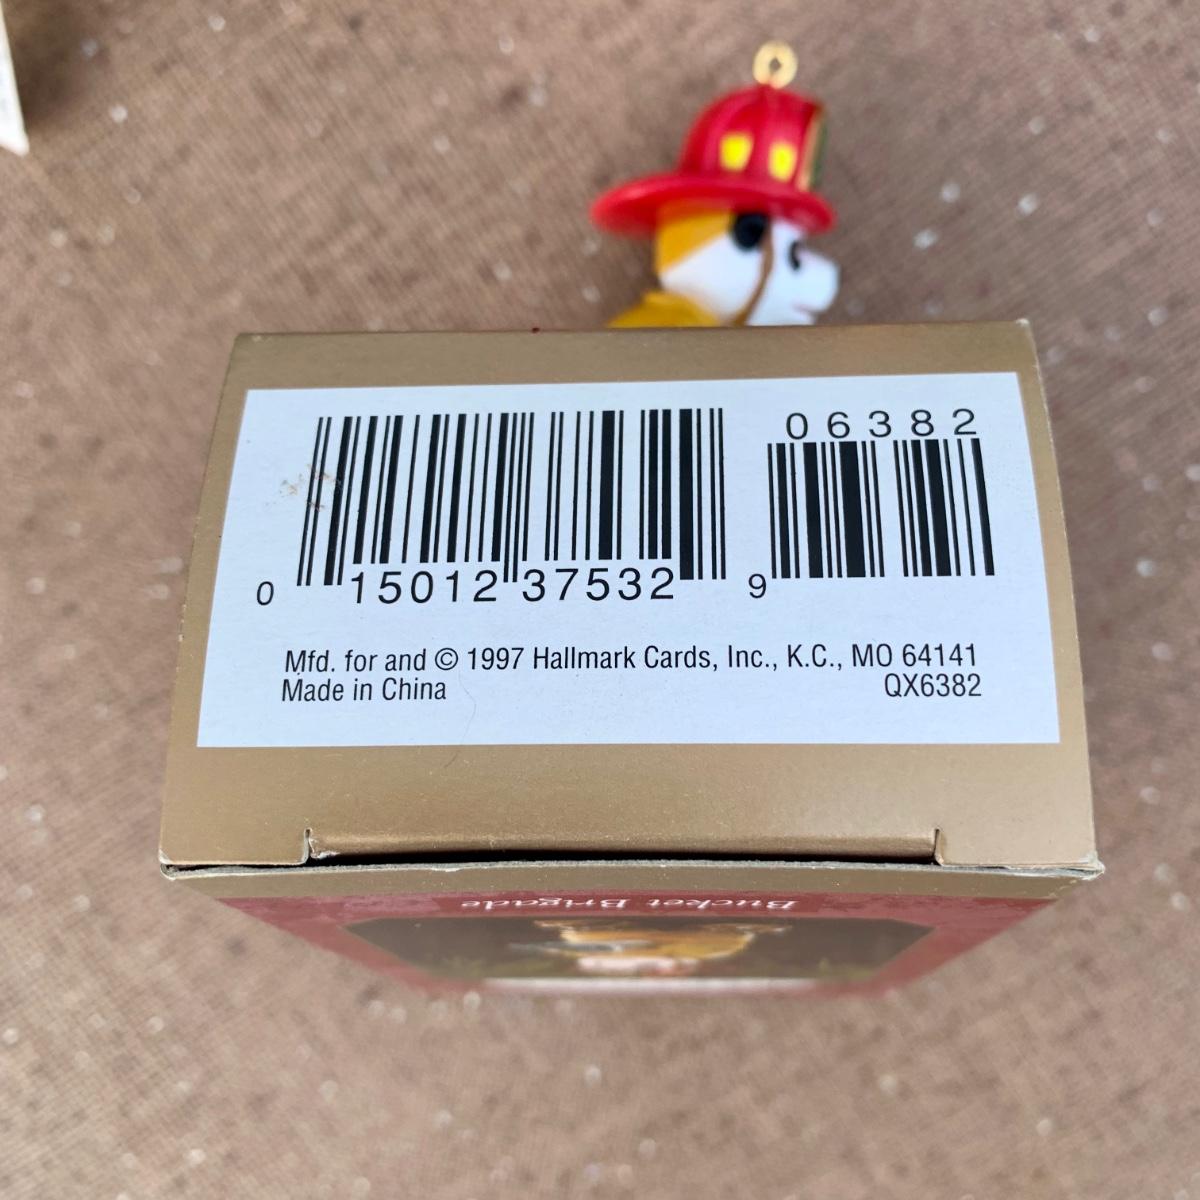 06382
0 15012 37532 9
Mfd. for and © 1997 Hallmark Cards, Inc., K.C., MO 64141
Made in China QX6382
Bucket Brigade